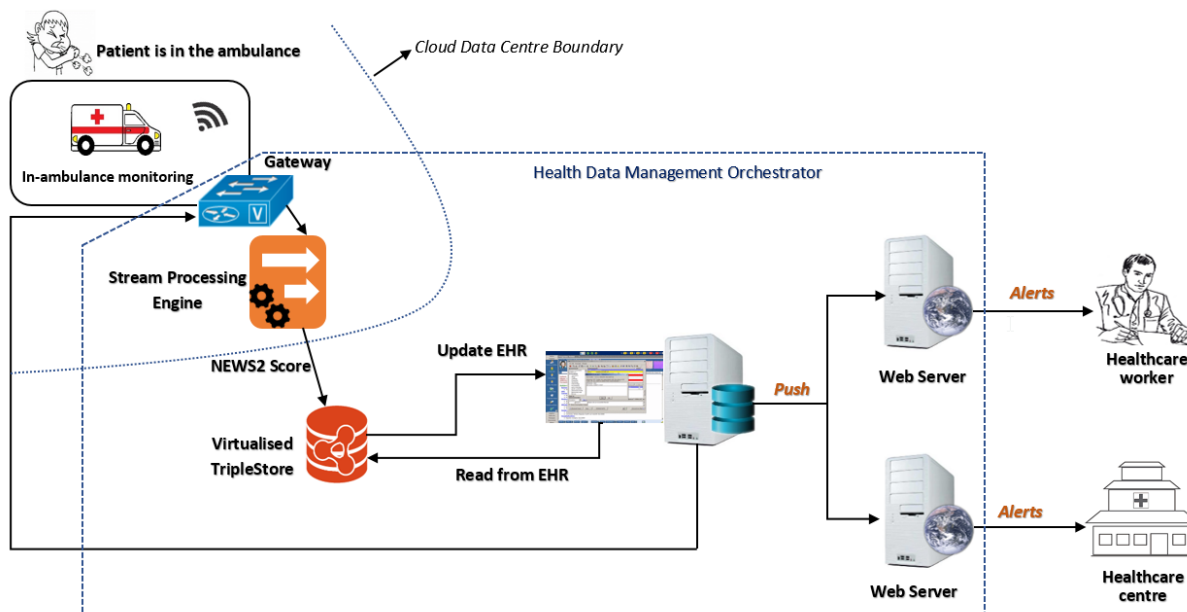 Patient is in the ambulance
Cloud Data Centre Boundary
In-ambulance monitoring
Gateway
V
Health Data Management Orchestrator
Stream Processing
Engine
NEWS2 Score
Virtualised
TripleStore
Update EHR
Read from EHR
Push
Web Server
Alerts
Healthcare
worker
Web Server
Alerts
Healthcare
centre